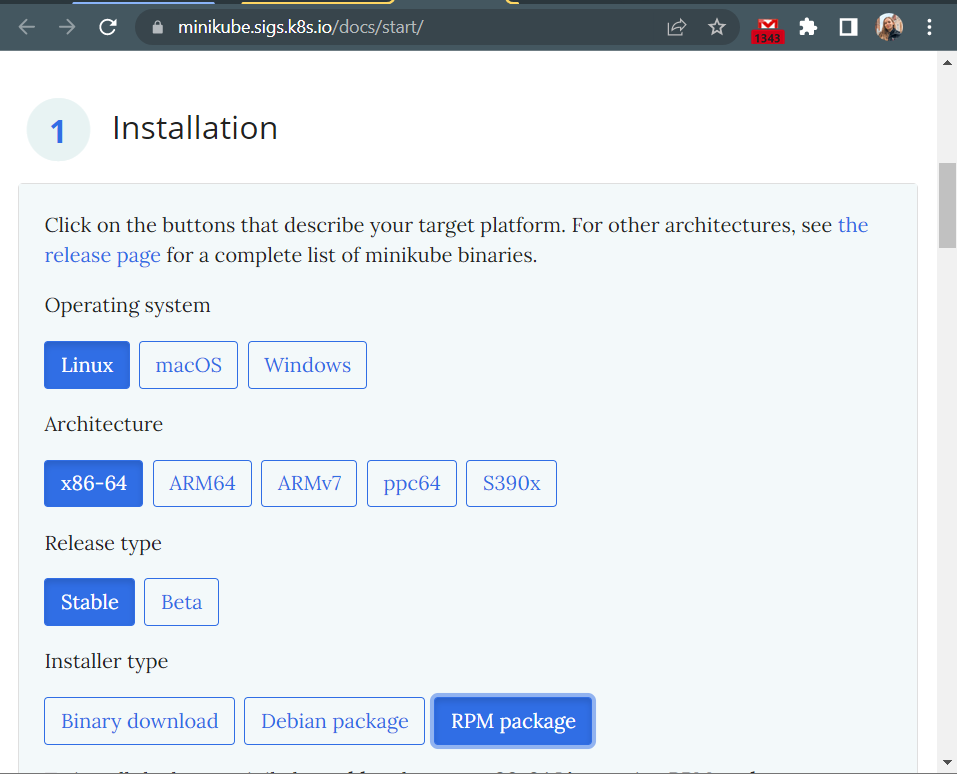 minikube.sigs.k8s.io/docs/start/
1343
1 Installation
Click on the buttons that describe your target platform. For other architectures, see the
release page for a complete list of minikube binaries.
Operating system
Linux macOS Windows
Architecture
x86-64 ARM64 ARMv7 ppc64 S390x
Release type
Stable Beta
Installer type
Binary download Debian package RPM package